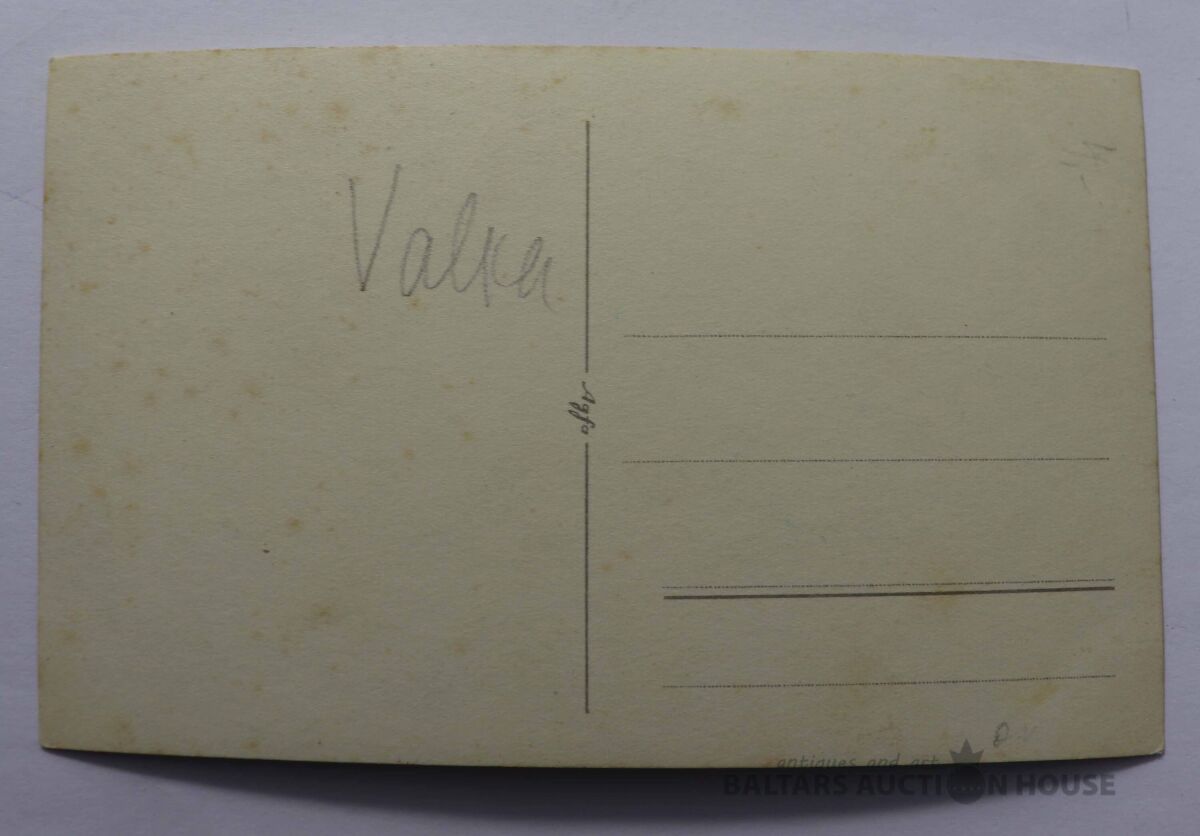 Valka
Agfa
antiques and art
BALTARS AUCTION HOUSE